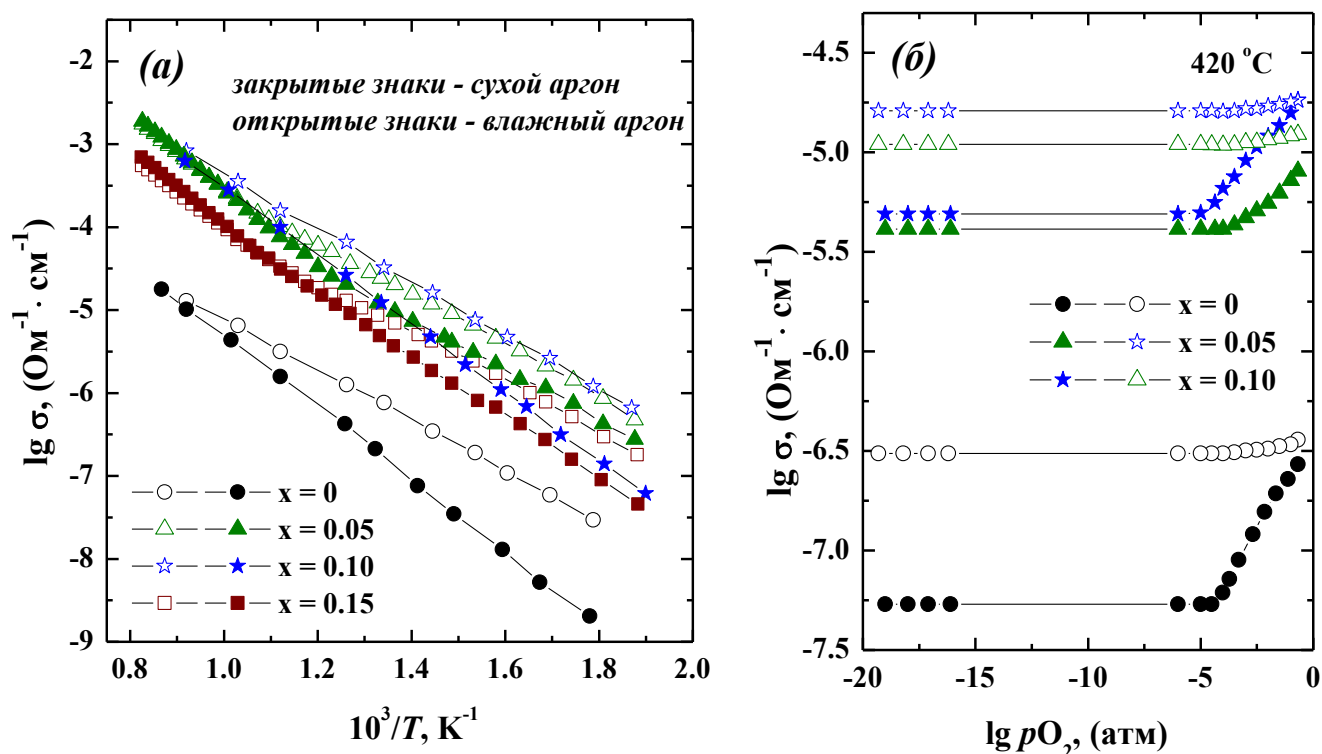 (а)
закрытые знаки - сухой аргон
открытые знаки - влажный аргон
lg σ, (Ом⁻¹· см⁻¹)
-2
-3
-4
-5
-6
-7
-8
-9
x = 0
x = 0.05
x = 0.10
x = 0.15
0.8 1.0 1.2 1.4 1.6 1.8 2.0
10³/T, K⁻¹
(б)
420 °C
lg σ, (Ом⁻¹· см⁻¹)
-4.5
-5.0
-5.5
-6.0
-6.5
-7.0
-7.5
x = 0
x = 0.05
x = 0.10
-20 -15 -10 -5 0
lg pO₂, (атм)